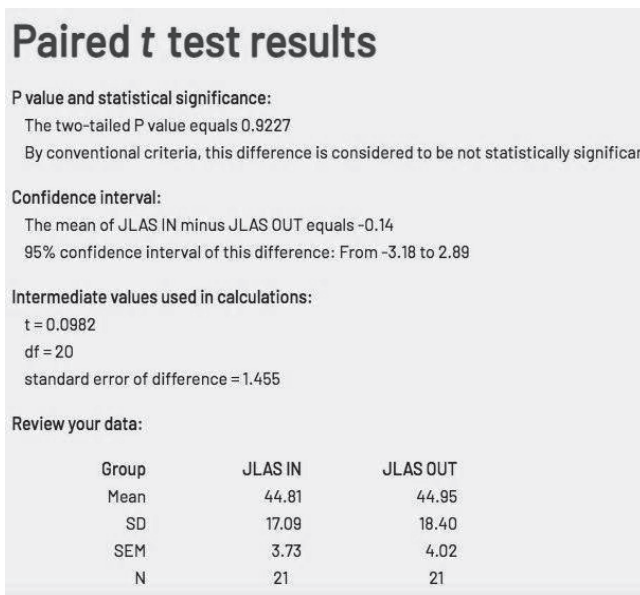 Paired t test results
P value and statistical significance:
The two-tailed P value equals 0.9227
By conventional criteria, this difference is considered to be not statistically significan
Confidence interval:
The mean of JLAS IN minus JLAS OUT equals -0.14
95% confidence interval of this difference: From -3.18 to 2.89
Intermediate values used in calculations:
t = 0.0982
df = 20
standard error of difference = 1.455
Review your data:
Group JLAS IN JLAS OUT
Mean 44.81 44.95
SD 17.09 18.40
SEM 3.73 4.02
N 21 21